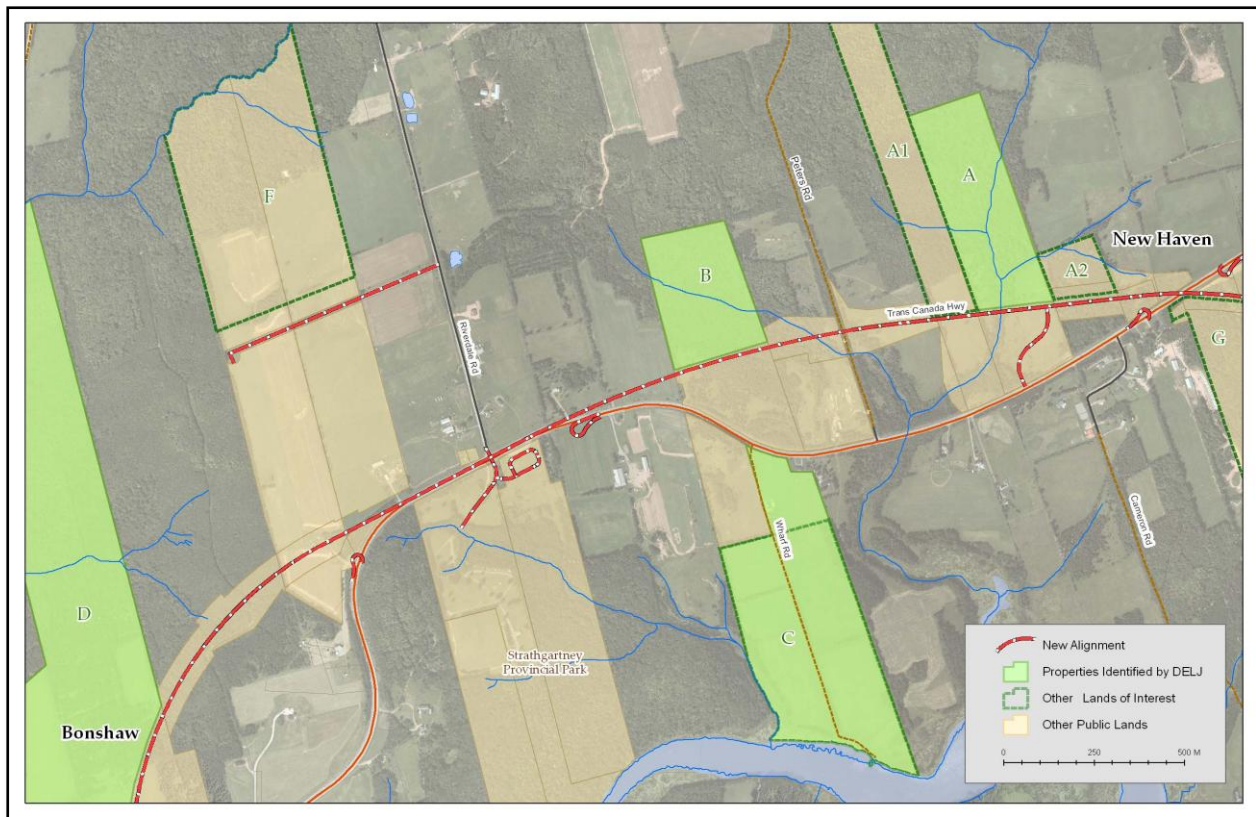 A1
A
F
Peters Rd
New Haven
B
A2
Trans Canada Hwy
Riverdale Rd
G
Cameron Rd
Wharf Rd
D
C
Strathgartney
Provincial Park
Bonshaw
New Alignment
Properties Identified by DELJ
Other Lands of Interest
Other Public Lands
0 250 500 M